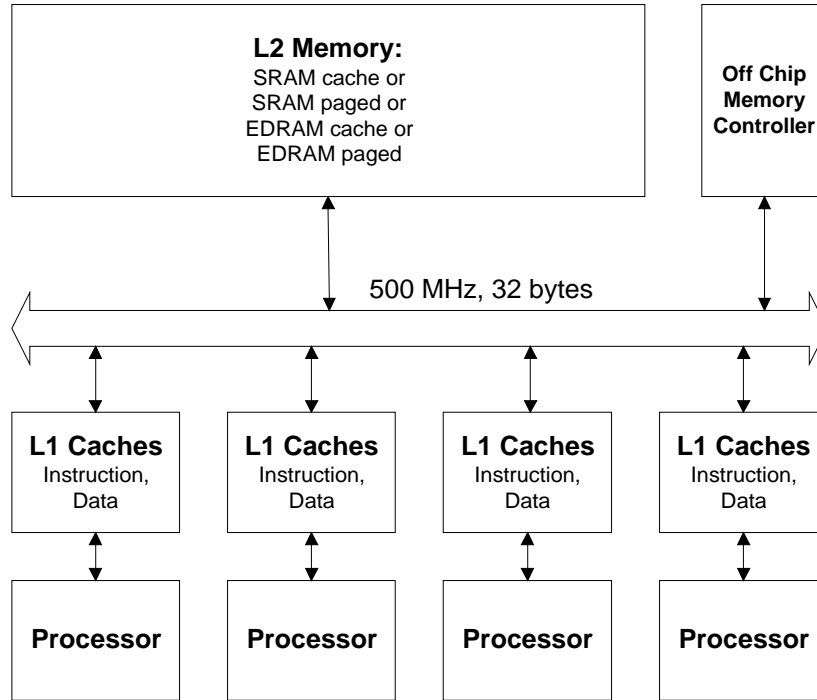 L2 Memory:
SRAM cache or
SRAM paged or
EDRAM cache or
EDRAM paged
Off Chip
Memory
Controller
500 MHz, 32 bytes
L1 Caches
Instruction,
Data
L1 Caches
Instruction,
Data
L1 Caches
Instruction,
Data
L1 Caches
Instruction,
Data
Processor
Processor
Processor
Processor